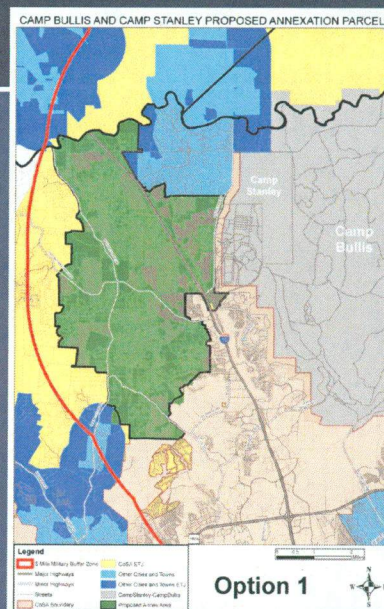 CAMP BULLIS AND CAMP STANLEY PROPOSED ANNEXATION PARCEL
Camp
Stanley
Camp
Bullis
Legend
5 Mile Military Buffer Zone
Major Highways
Major Highways
Streets
CoSA Boundary
CoSA ETJ
Other Cities and Towns
Other Cities and Towns ETJ
Camp Stanley-Camp Bullis
Proposed Annex Area
Option 1
N
W
E
S